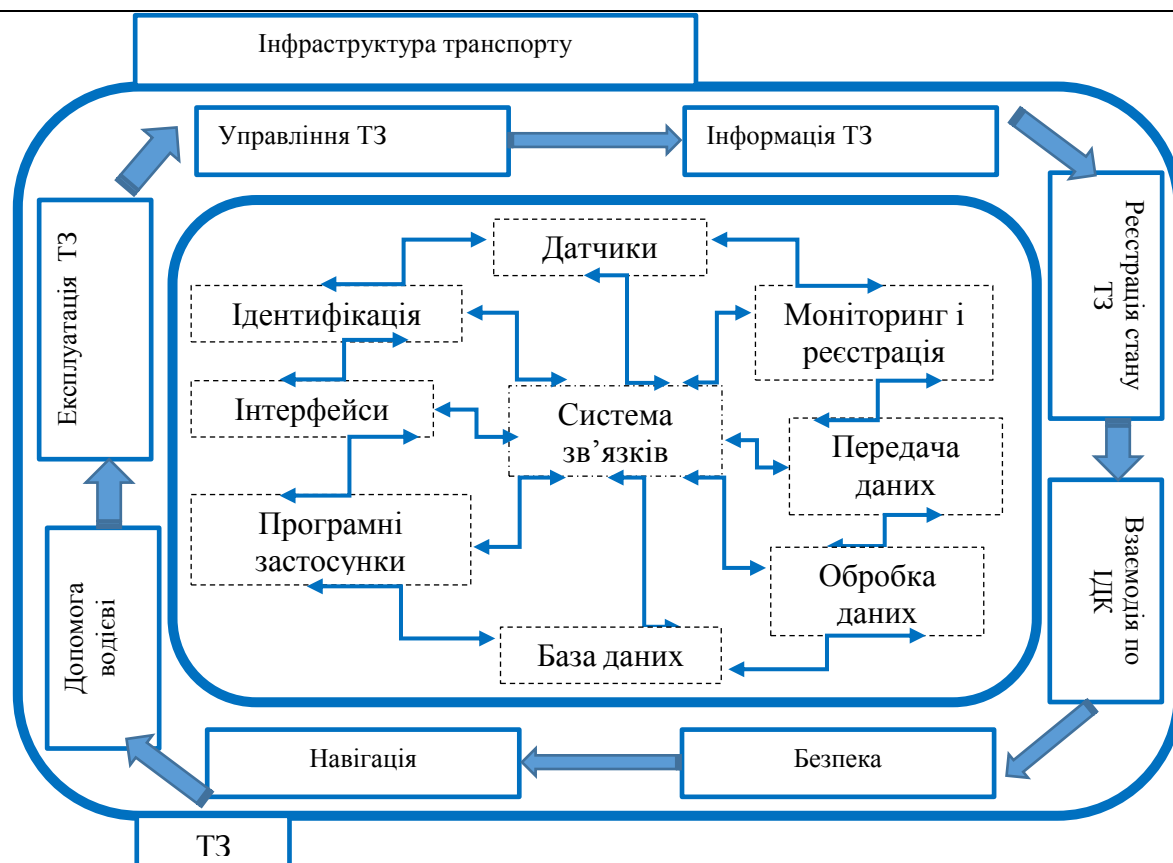 Інфраструктура транспорту
Управління ТЗ
Інформація ТЗ
Експлуатація ТЗ
Реєстрація стану
ТЗ
Датчики
Ідентифікація
Моніторинг і
реєстрація
Інтерфейси
Система
зв’язків
Передача
даних
Програмні
застосунки
Обробка
даних
База даних
Допомога
водієві
Взаємодія по
ІДК
Навігація
Безпека
ТЗ